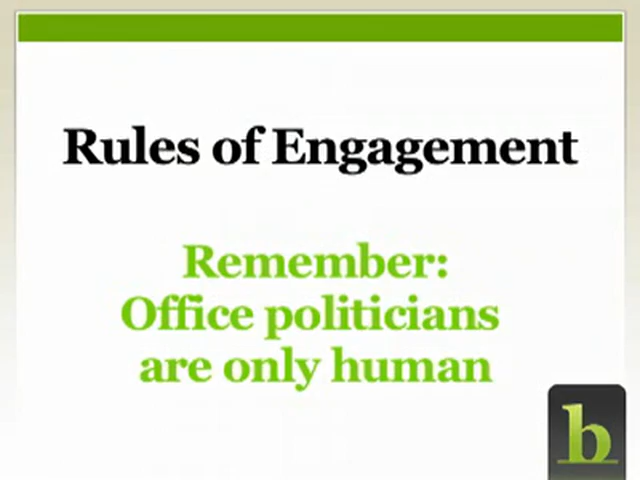 Rules of Engagement
Remember:
Office politicians
are only human
b